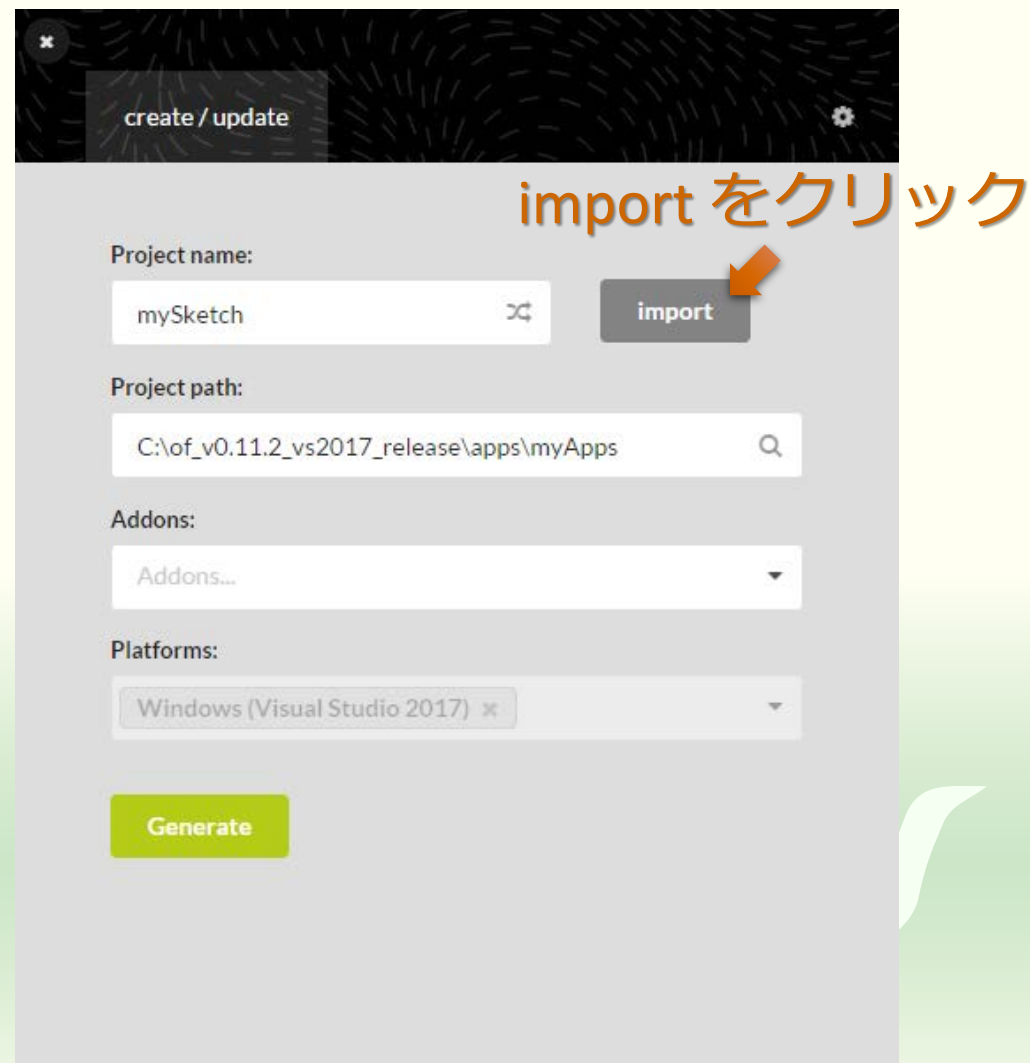 create / update
import をクリック
Project name:
mySketch
import
Project path:
C:\of_v0.11.2_vs2017_release\apps\myApps
Addons:
Addons...
Platforms:
Windows (Visual Studio 2017)
Generate